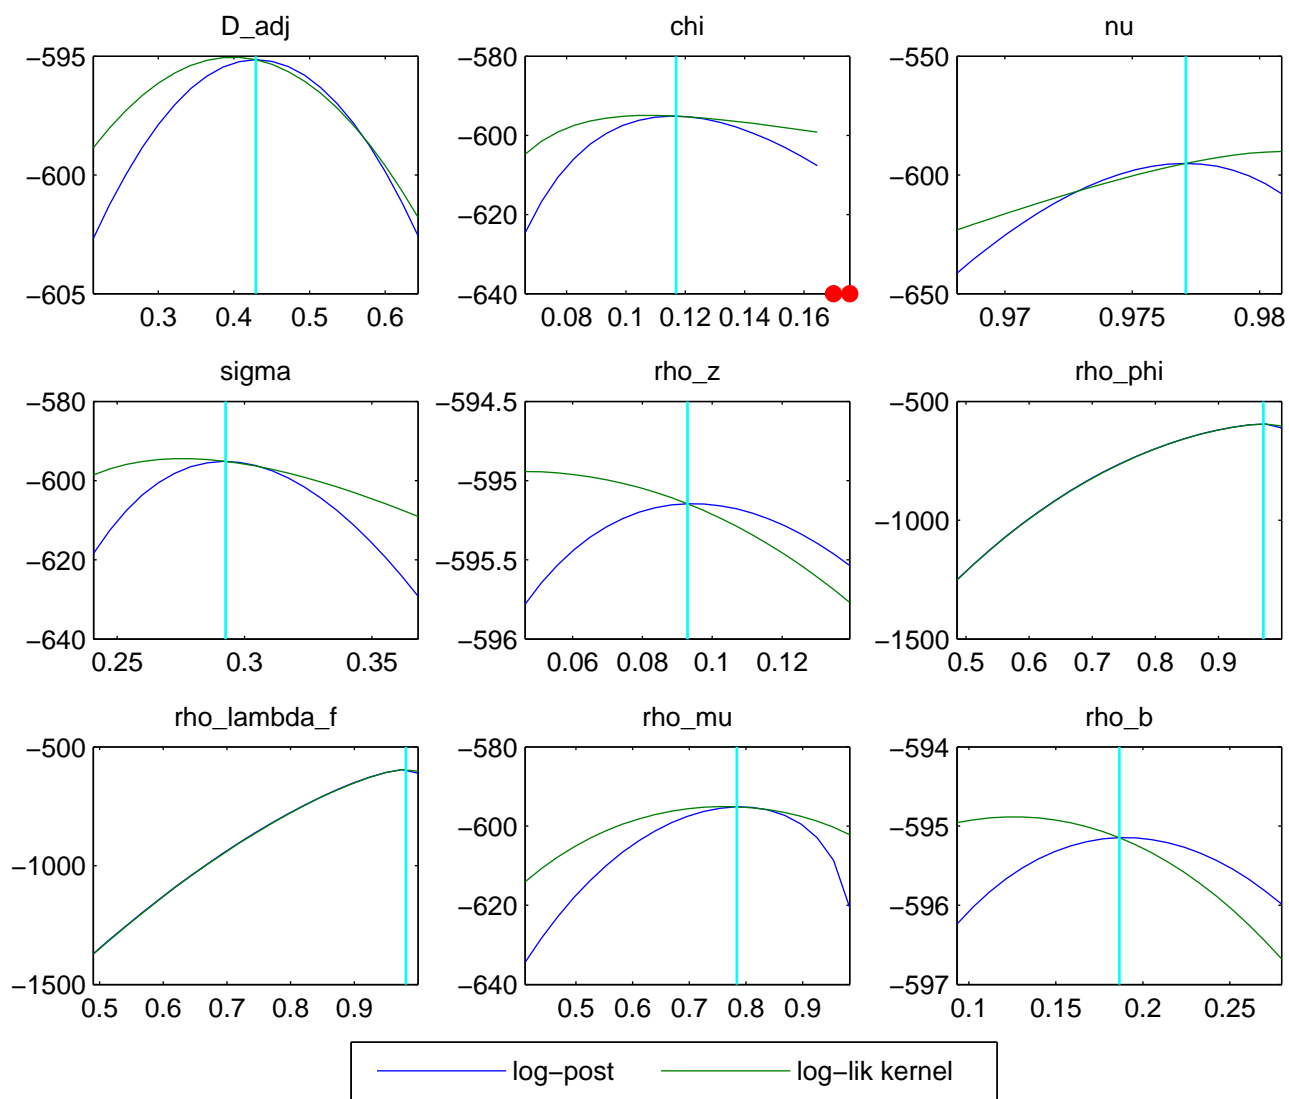 D_adj
chi
nu
−595
−600
−605
0.3 0.4 0.5 0.6
−580
−600
−620
−640
0.08 0.1 0.12 0.14 0.16
−550
−600
−650
0.97 0.975 0.98
sigma
rho_z
rho_phi
−580
−600
−620
−640
0.25 0.3 0.35
−594.5
−595
−595.5
−596
0.06 0.08 0.1 0.12
−500
−1000
−1500
0.5 0.6 0.7 0.8 0.9
rho_lambda_f
rho_mu
rho_b
−500
−1000
−1500
0.5 0.6 0.7 0.8 0.9
−580
−600
−620
−640
0.5 0.6 0.7 0.8 0.9
−594
−595
−596
−597
0.1 0.15 0.2 0.25
log−post log−lik kernel